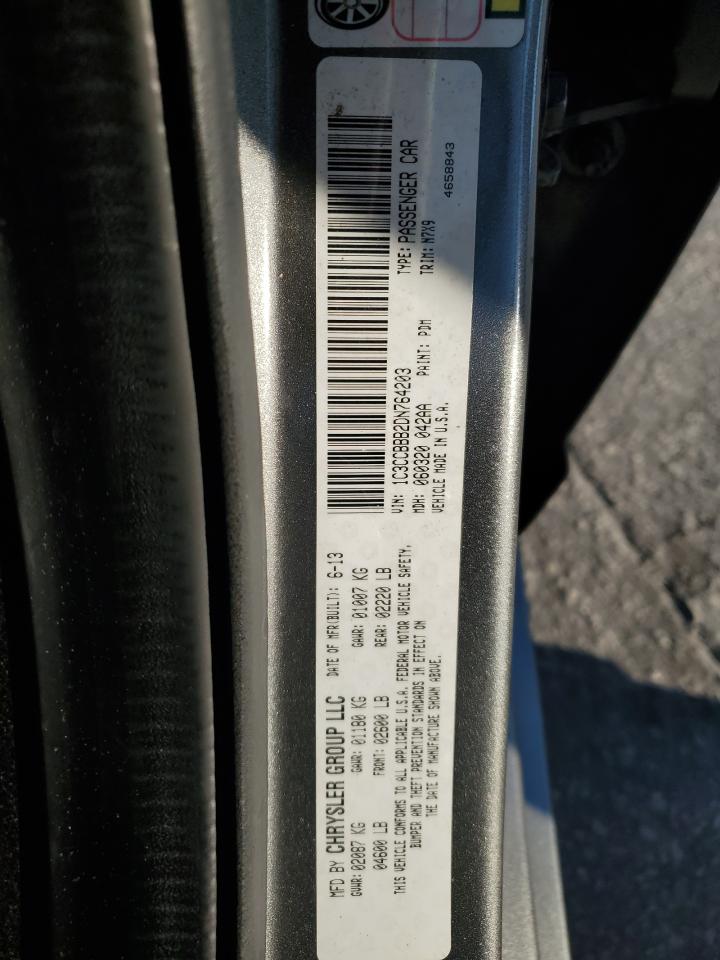 MFD BY CHRYSLER GROUP LLC DATE OF MFR(BUILT): 6-13
GVWR: 02087 KG GAWR: 01180 KG GAWR: 01007 KG
04600 LB FRONT: 02600 LB REAR: 02220 LB
THIS VEHICLE CONFORMS TO ALL APPLICABLE U.S.A. FEDERAL MOTOR VEHICLE SAFETY,
BUMPER AND THEFT PREVENTION STANDARDS IN EFFECT ON
THE DATE OF MANUFACTURE SHOWN ABOVE.
VIN: 1C3CCBBB2DN764203 TYPE: PASSENGER CAR
MDH: 060320 042AA PAINT: PDM TRIM: N7X9
VEHICLE MADE IN U.S.A.
4658843